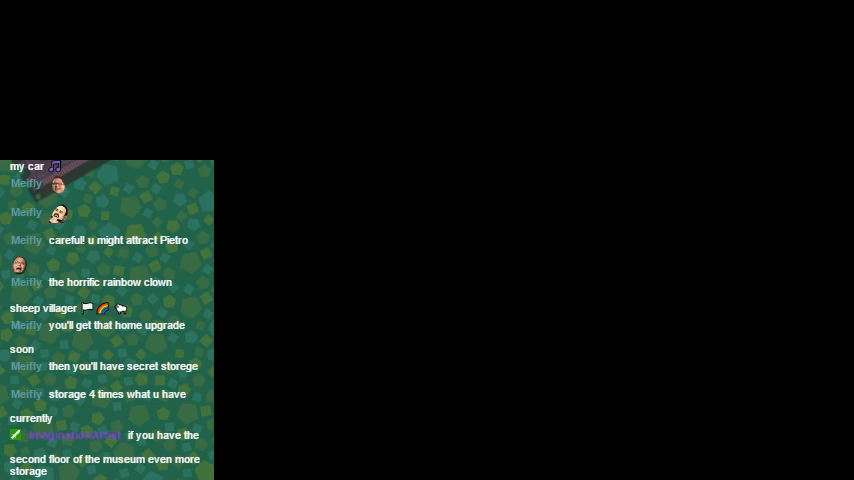 my car
Meifly
Meifly
Meifly careful! u might attract Pietro
Meifly the horrific rainbow clown
sheep villager
Meifly you'll get that home upgrade
soon
Meifly then you'll have secret storege
Meifly storage 4 times what u have
currently
if you have the
second floor of the museum even more
storage